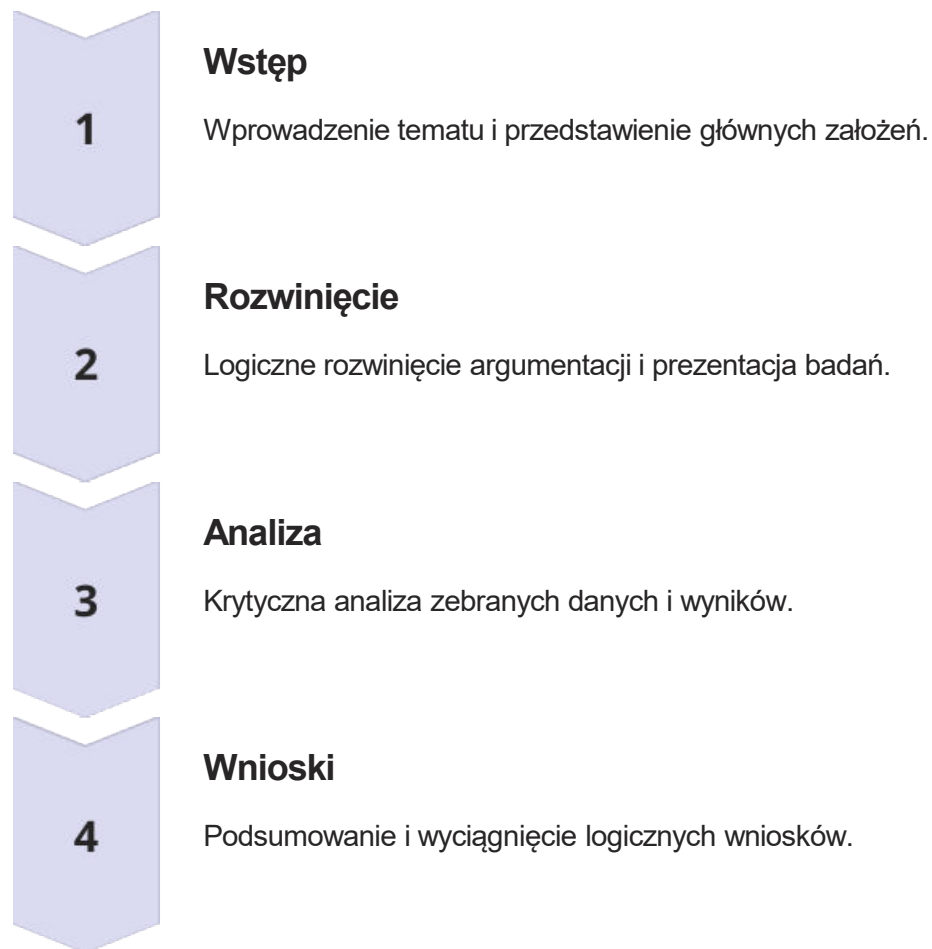 1
Wstęp
Wprowadzenie tematu i przedstawienie głównych założeń.
2
Rozwinięcie
Logiczne rozwinięcie argumentacji i prezentacja badań.
3
Analiza
Krytyczna analiza zebranych danych i wyników.
4
Wnioski
Podsumowanie i wyciągnięcie logicznych wniosków.